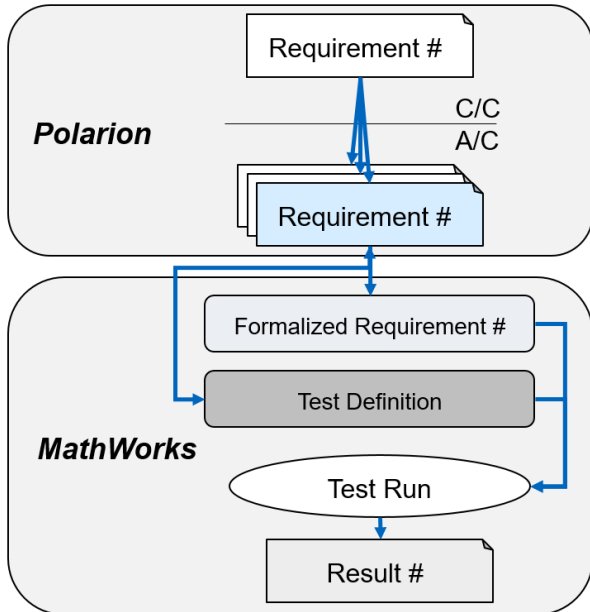 Requirement #
C/C
Polarion
A/C
Requirement #
Formalized Requirement #
Test Definition
MathWorks
Test Run
Result #